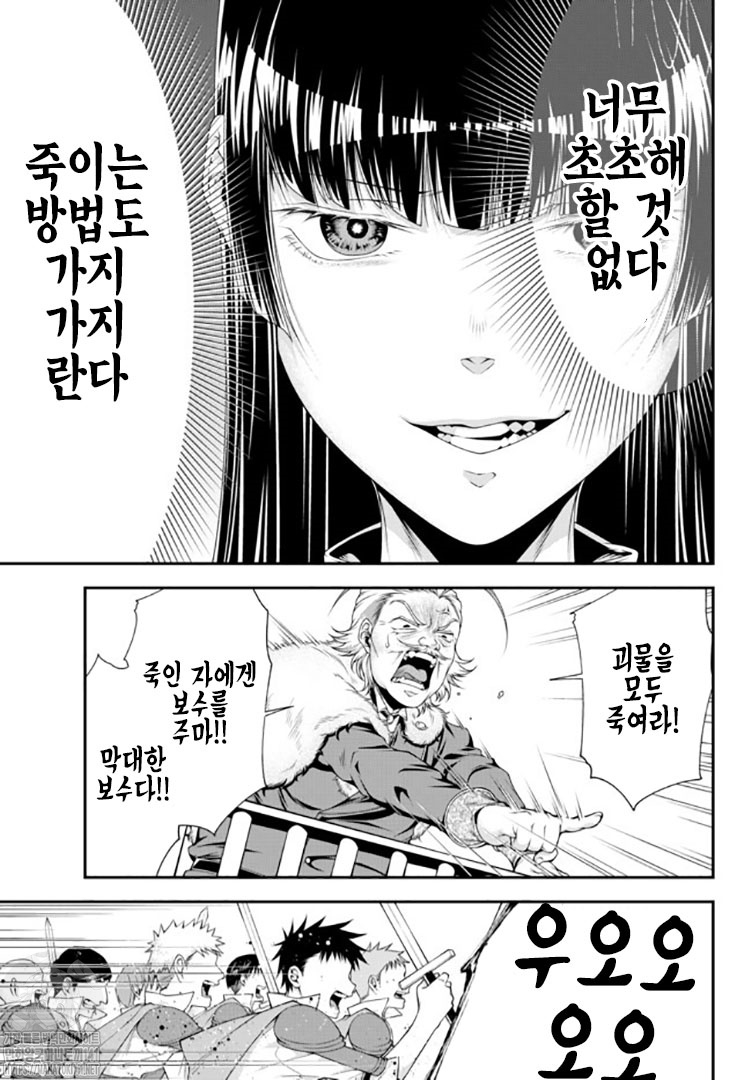 너무
초초해
할 것
없다
죽이는
방법도
가지
가지
란다
괴물을
모두
죽여라!
죽인 자에겐
보수를
주마!!
막대한
보수다!!
우오오
오오